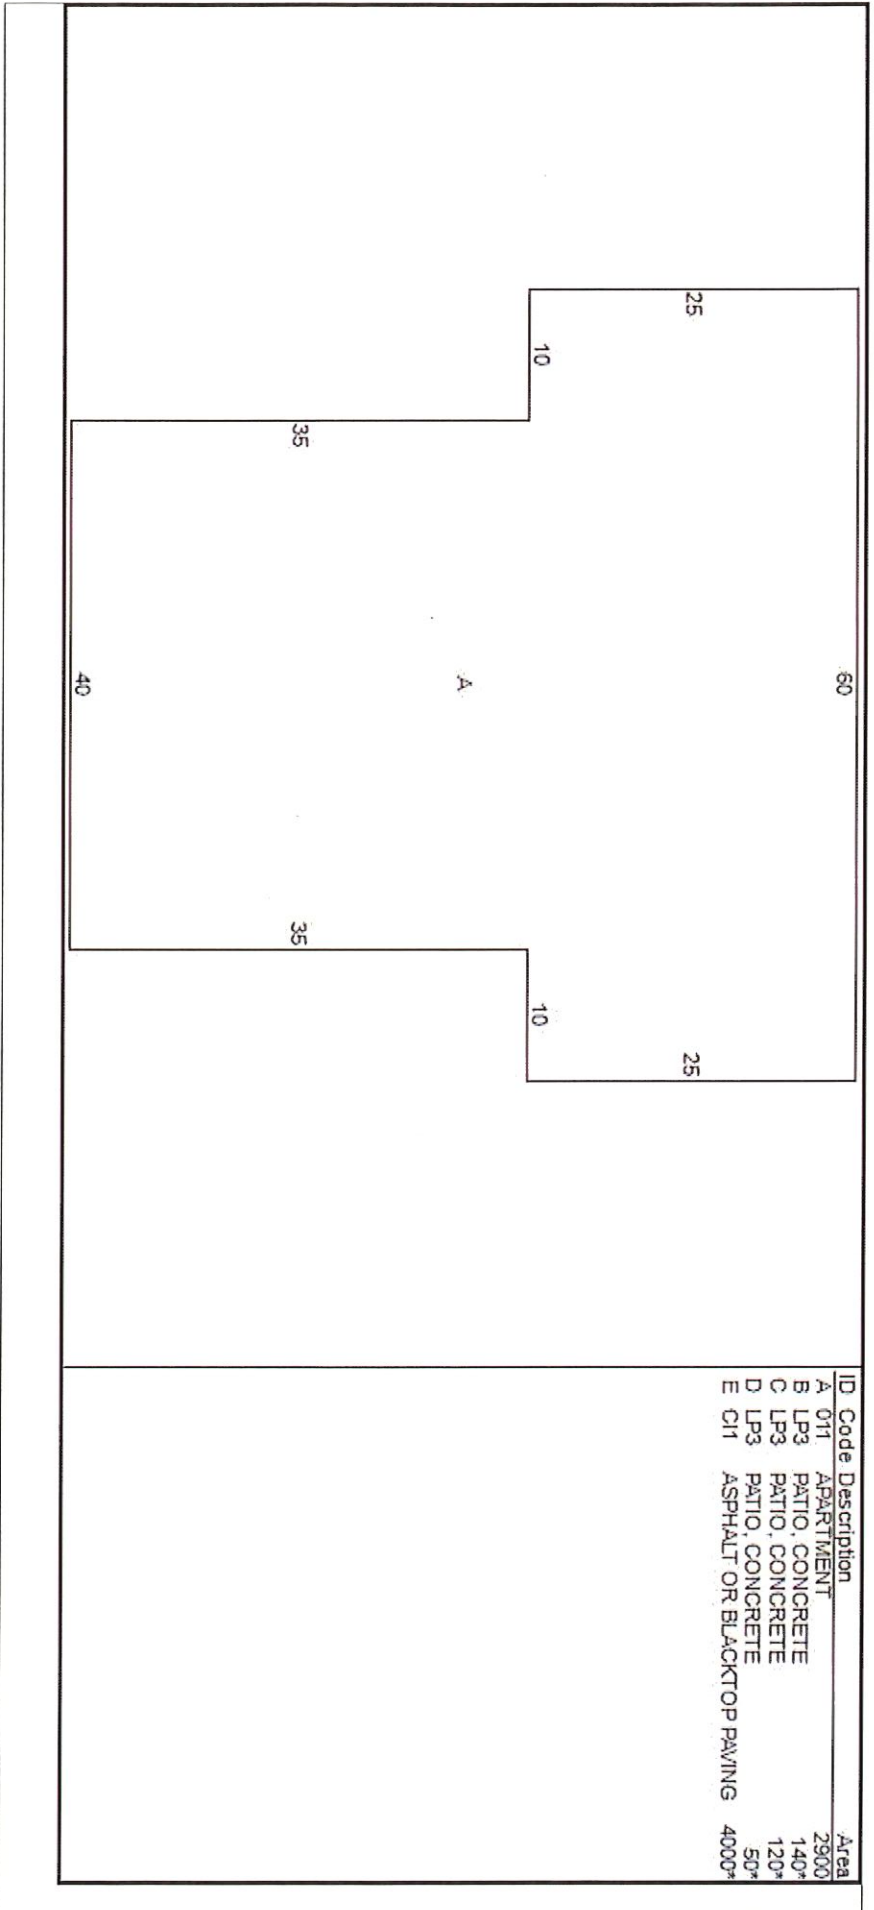 60
25
25
10
10
A
35
35
40
ID Code Description Area
A 011 APARTMENT 2900
B LP3 PATIO, CONCRETE 140*
C LP3 PATIO, CONCRETE 120*
D LP3 PATIO, CONCRETE 50*
E CI1 ASPHALT OR BLACKTOP PAVING 4000*